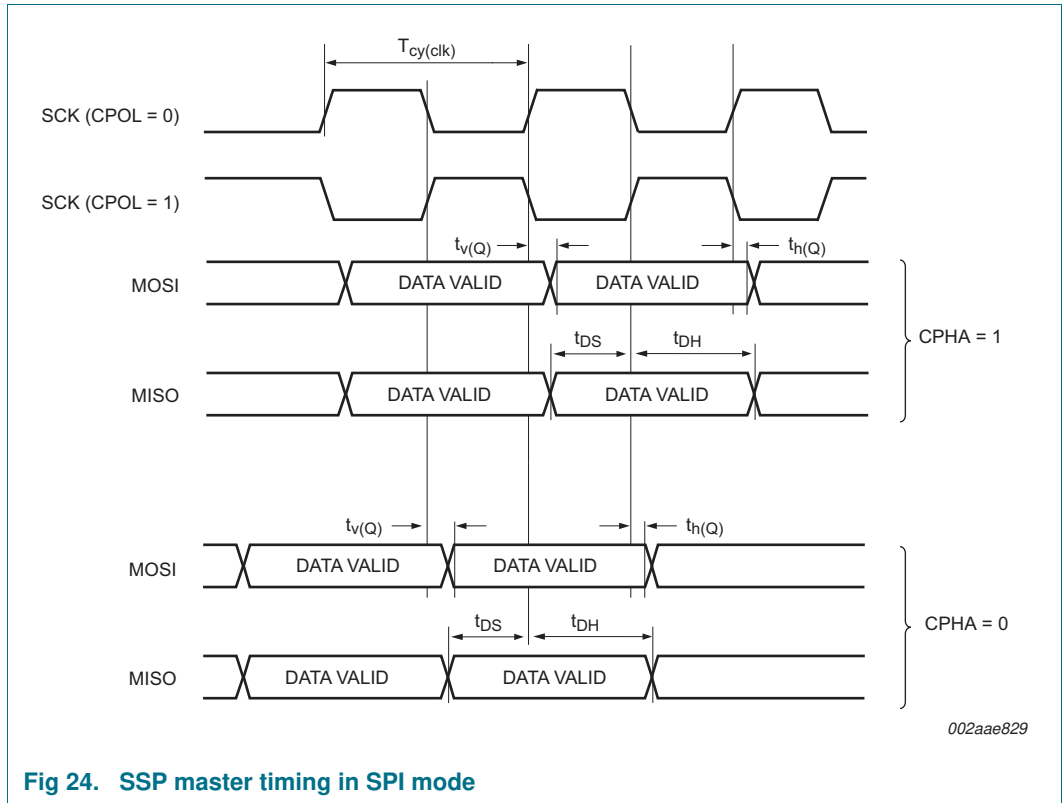 Tcy(clk)
SCK (CPOL = 0)
SCK (CPOL = 1)
tv(Q) th(Q)
MOSI DATA VALID DATA VALID
CPHA = 1
tDS tDH
MISO DATA VALID DATA VALID
tv(Q) th(Q)
MOSI DATA VALID DATA VALID
tDS tDH CPHA = 0
MISO DATA VALID DATA VALID
002aae829
Fig 24. SSP master timing in SPI mode